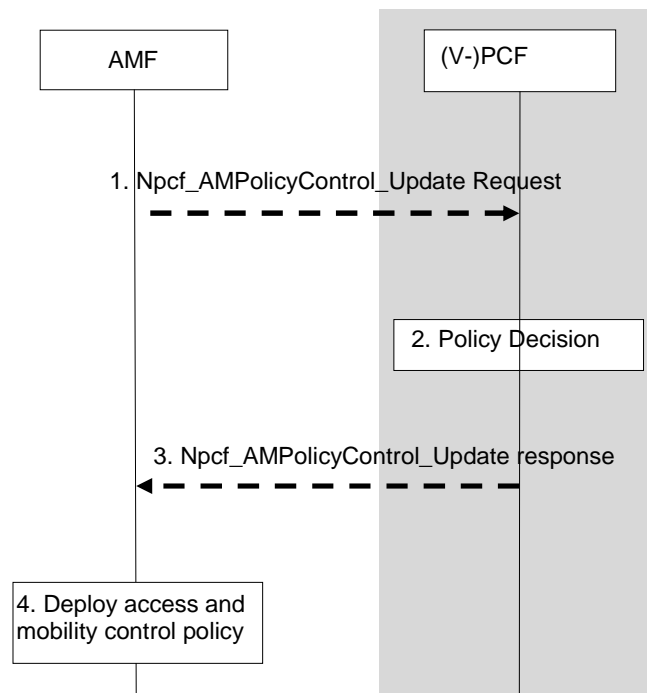 AMF
(V-)PCF
1. Npcf_AMPolicyControl_Update Request
2. Policy Decision
3. Npcf_AMPolicyControl_Update response
4. Deploy access and
mobility control policy